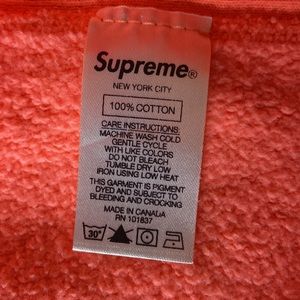 Supreme®
NEW YORK CITY
100% COTTON
CARE INSTRUCTIONS:
MACHINE WASH COLD
GENTLE CYCLE
WITH LIKE COLORS
DO NOT BLEACH
TUMBLE DRY LOW
IRON USING LOW HEAT
THIS GARMENT IS PIGMENT
DYED AND SUBJECT TO
BLEEDING AND CROCKING
MADE IN CANADA
RN 101837
30°